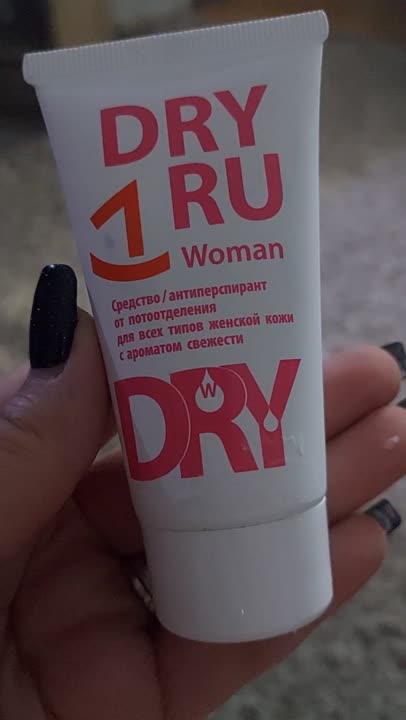 DRY
1 RU
Woman
Средство/антиперспирант
от потоотделения
для всех типов женской кожи
с ароматом свежести
W
DRY